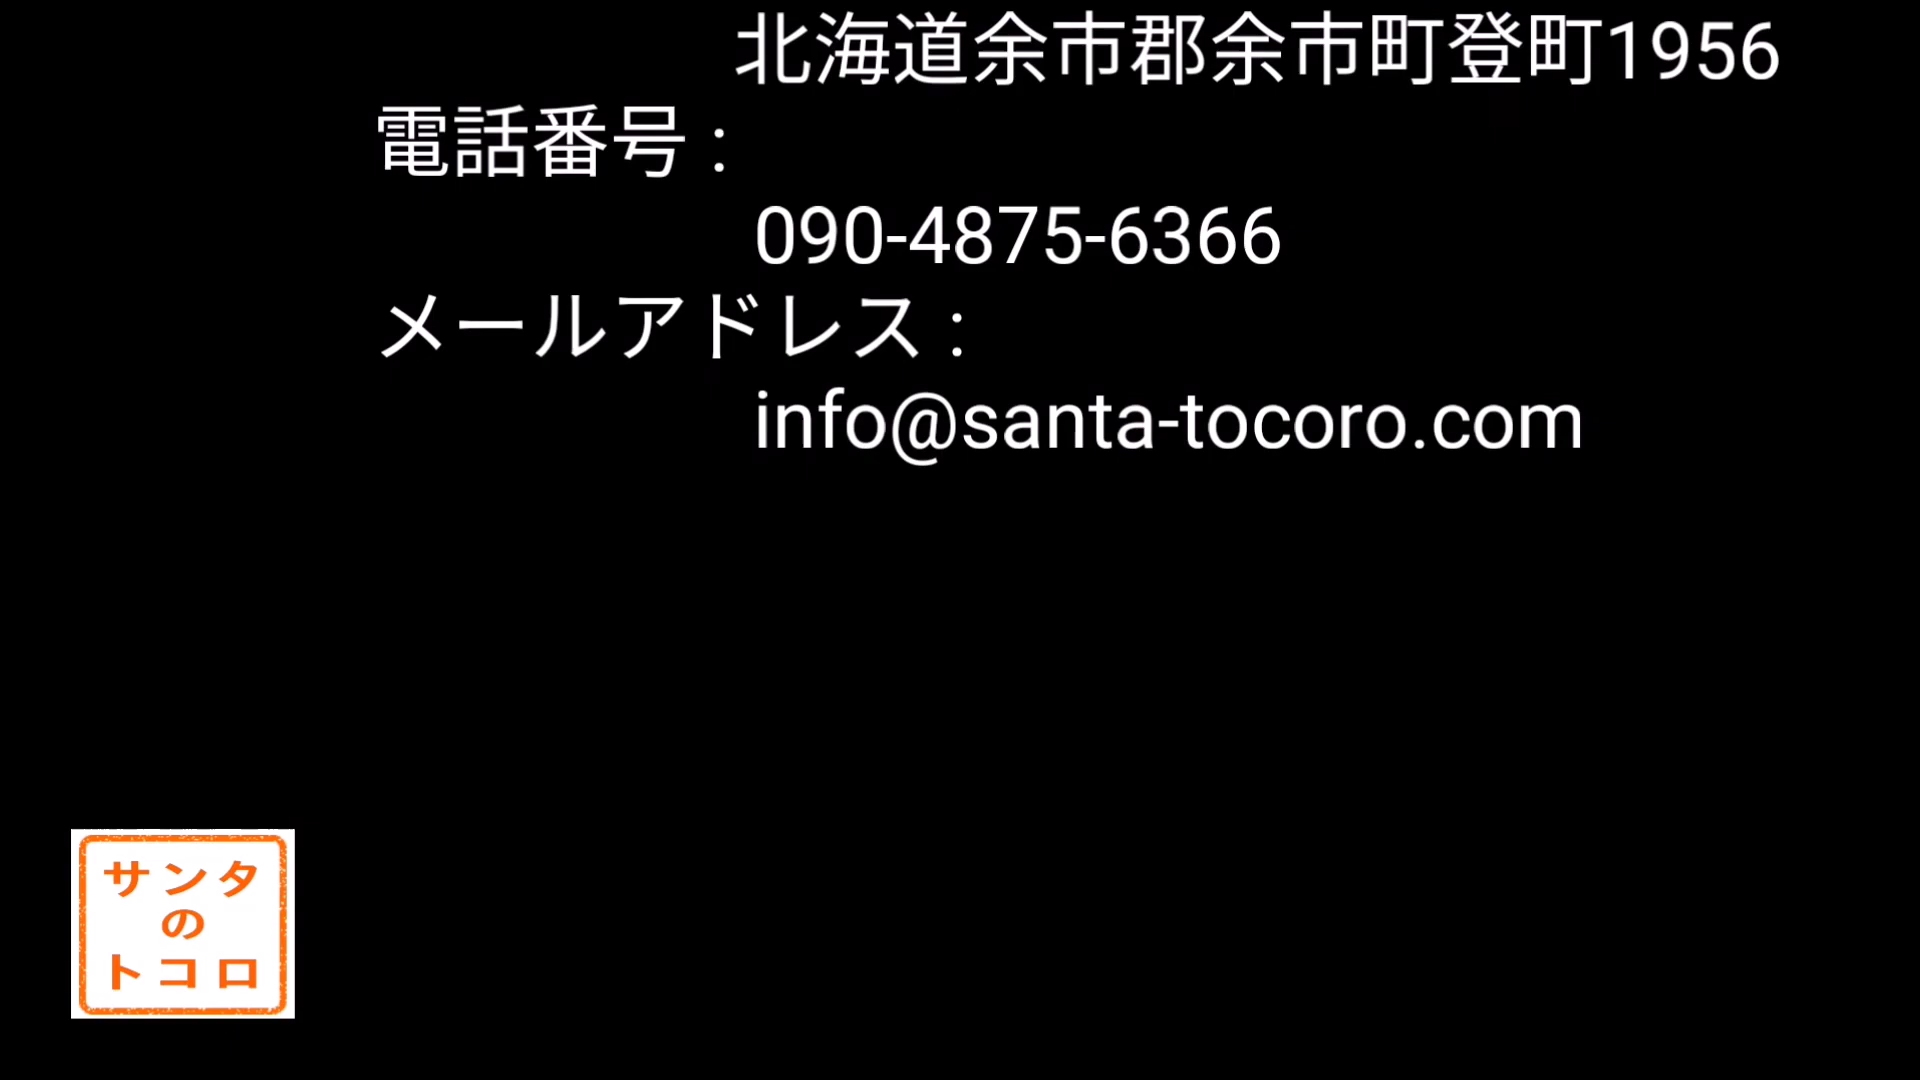 北海道余市郡余市町登町1956
電話番号：
090-4875-6366
メールアドレス：
info@santa-tocoro.com
サンタ
の
トコロ